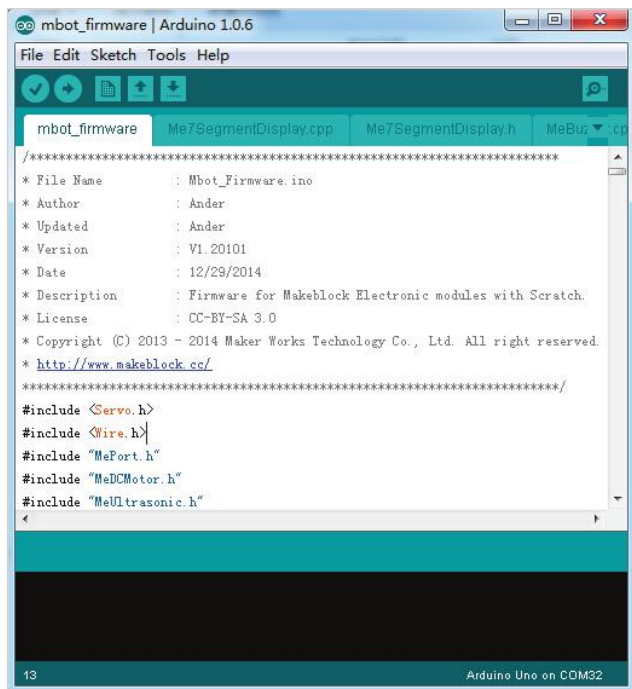 mbot_firmware | Arduino 1.0.6
File Edit Sketch Tools Help
mbot_firmware Me7SegmentDisplay.cpp Me7SegmentDisplay.h MeBuz .cp
/************************************************************************
* File Name : Mbot_Firmware.ino
* Author : Ander
* Updated : Ander
* Version : V1.20101
* Date : 12/29/2014
* Description : Firmware for Makeblock Electronic modules with Scratch.
* License : CC-BY-SA 3.0
* Copyright (C) 2013 - 2014 Maker Works Technology Co., Ltd. All right reserved.
* http://www.makeblock.cc/
*************************************************************************/
#include <Servo.h>
#include <Wire.h>
#include "MePort.h"
#include "MeDCMotor.h"
#include "MeUltrasonic.h"
13 Arduino Uno on COM32